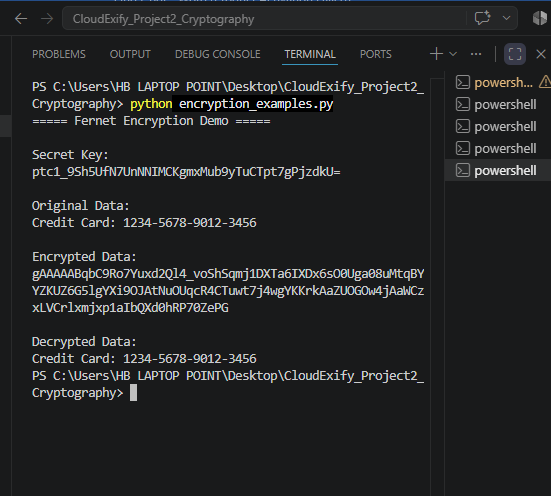 CloudExify_Project2_Cryptography
PROBLEMS OUTPUT DEBUG CONSOLE TERMINAL PORTS
PS C:\Users\HB LAPTOP POINT\Desktop\CloudExify_Project2_
Cryptography> python encryption_examples.py
===== Fernet Encryption Demo =====
Secret Key:
ptc1_9Sh5UfN7UnNNIMCKgmxMub9yTuCTpt7gPjzdkU=
Original Data:
Credit Card: 1234-5678-9012-3456
Encrypted Data:
gAAAAABqbC9Ro7Yuxd2Ql4_voShSqmj1DXTa6IXDx6sO0Uga08uMtqBY
YZKUZ6G5lgYXi9OJAtNuOUqcR4CTuwt7j4wgYKKrkAaZUOGOw4jAaWCz
xLVCrlxmjxp1aIbQXd0hRP70ZePG
Decrypted Data:
Credit Card: 1234-5678-9012-3456
PS C:\Users\HB LAPTOP POINT\Desktop\CloudExify_Project2_
Cryptography>
powersh...
powershell
powershell
powershell
powershell